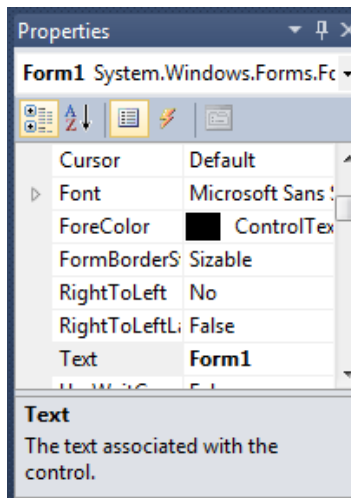 Properties
Form1 System.Windows.Forms.Fc
Cursor Default
Font Microsoft Sans
ForeColor ControlTex
FormBorderS Sizable
RightToLeft No
RightToLeftL False
Text Form1
Text
The text associated with the
control.